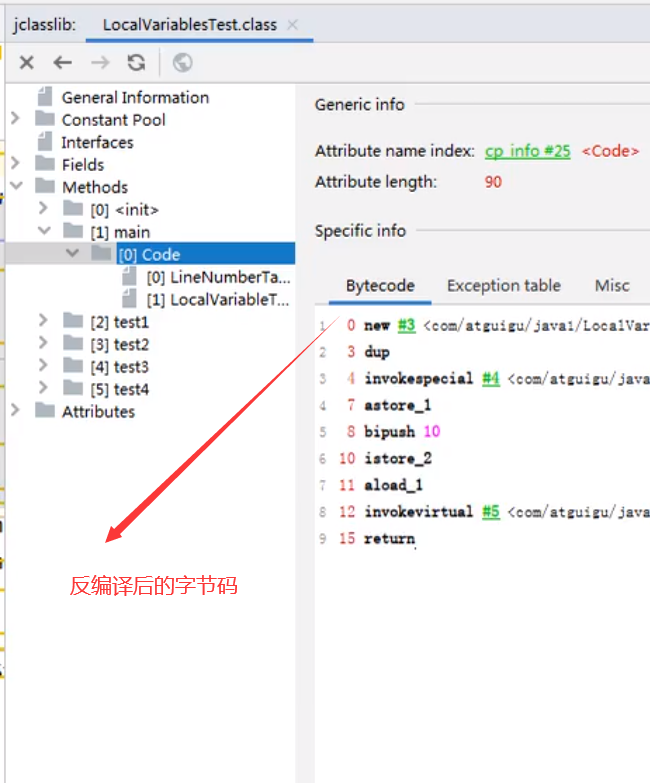 jclasslib: LocalVariablesTest.class
General Information
Constant Pool
Interfaces
Fields
Methods
[0] <init>
[1] main
[0] Code
[0] LineNumberTa...
[1] LocalVariableT...
[2] test1
[3] test2
[4] test3
[5] test4
Attributes
反编译后的字节码
Generic info
Attribute name index: cp_info #25 <Code>
Attribute length: 90
Specific info
Bytecode Exception table Misc
1 0 new #3 <com/atguigu/java1/LocalVar
2 3 dup
3 4 invokespecial #4 <com/atguigu/java
4 7 astore_1
5 8 bipush 10
6 10 istore_2
7 11 aload_1
8 12 invokevirtual #5 <com/atguigu/java
9 15 return